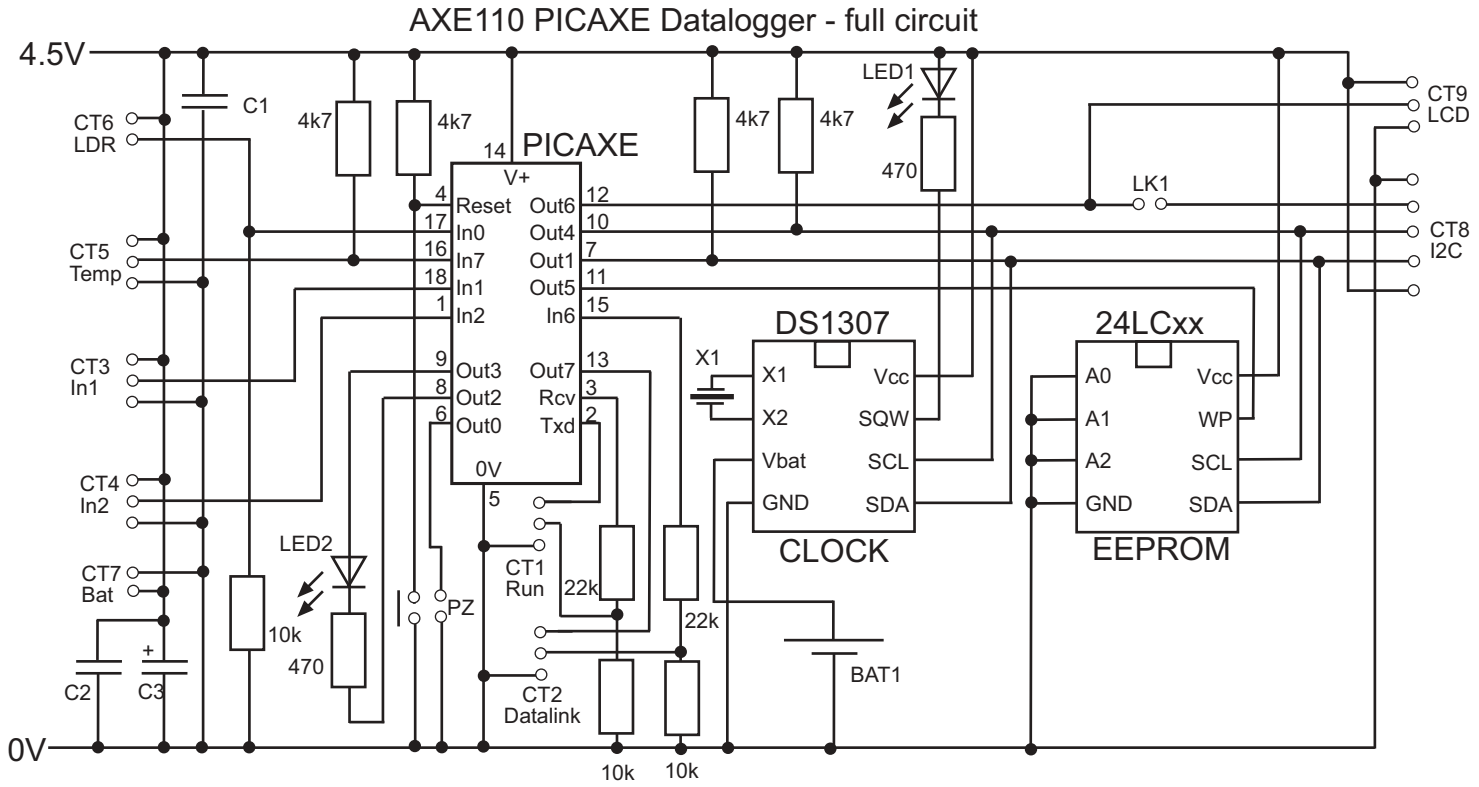 AXE110 PICAXE Datalogger - full circuit
4.5V
CT6
LDR
C1
4k7
4k7
PICAXE
14
V+
4k7
4k7
LED1
470
CT9
LCD
4
Reset
Out6
12
LK1
17
In0
Out4
10
CT5
Temp
16
In7
Out1
7
CT8
I2C
18
In1
Out5
11
1
In2
In6
15
DS1307
24LCxx
CT3
In1
9
Out3
Out7
13
8
Out2
Rcv
3
6
Out0
Txd
2
X1
X1
Vcc
X2
SQW
Vbat
SCL
GND
SDA
CLOCK
A0
Vcc
A1
WP
A2
SCL
GND
SDA
EEPROM
0V
5
CT4
In2
LED2
CT1
Run
22k
22k
CT7
Bat
PZ
10k
470
+
C2
C3
CT2
Datalink
BAT1
0V
10k
10k